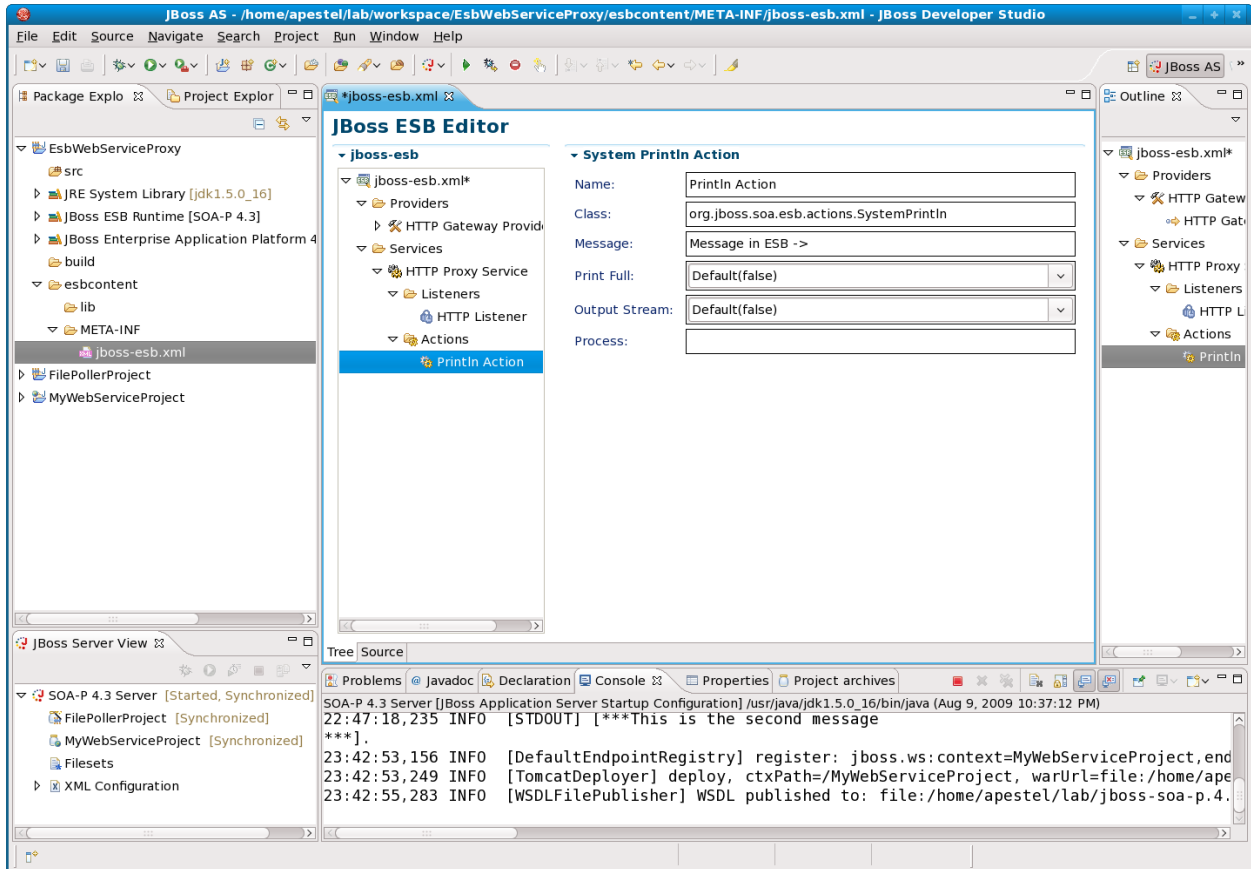 JBoss AS - /home/apestel/lab/workspace/EsbWebServiceProxy/esbcontent/META-INF/jboss-esb.xml - JBoss Developer Studio
File Edit Source Navigate Search Project Run Window Help
JBoss AS
»
Package Explo
Project Explor
EsbWebServiceProxy
src
JRE System Library [jdk1.5.0_16]
JBoss ESB Runtime [SOA-P 4.3]
JBoss Enterprise Application Platform 4
build
esbcontent
lib
META-INF
jboss-esb.xml
FilePollerProject
MyWebServiceProject
*jboss-esb.xml
JBoss ESB Editor
jboss-esb
jboss-esb.xml*
Providers
HTTP Gateway Provid
Services
HTTP Proxy Service
Listeners
HTTP Listener
Actions
Println Action
Tree Source
System Println Action
Name: Println Action
Class: org.jboss.soa.esb.actions.SystemPrintln
Message: Message in ESB ->
Print Full: Default(false)
Output Stream: Default(false)
Process:
Outline
jboss-esb.xml*
Providers
HTTP Gatew
HTTP Gat
Services
HTTP Proxy
Listeners
HTTP L
Actions
Println
JBoss Server View
SOA-P 4.3 Server [Started, Synchronized]
FilePollerProject [Synchronized]
MyWebServiceProject [Synchronized]
Filesets
XML Configuration
Problems @ Javadoc Declaration Console Properties Project archives
SOA-P 4.3 Server [JBoss Application Server Startup Configuration] /usr/java/jdk1.5.0_16/bin/java (Aug 9, 2009 10:37:12 PM)
22:47:18,235 INFO [STDOUT] [***This is the second message
***].
23:42:53,156 INFO [DefaultEndpointRegistry] register: jboss.ws:context=MyWebServiceProject,end
23:42:53,249 INFO [TomcatDeployer] deploy, ctxPath=/MyWebServiceProject, warUrl=file:/home/ape
23:42:55,283 INFO [WSDLFilePublisher] WSDL published to: file:/home/apestel/lab/jboss-soa-p.4.